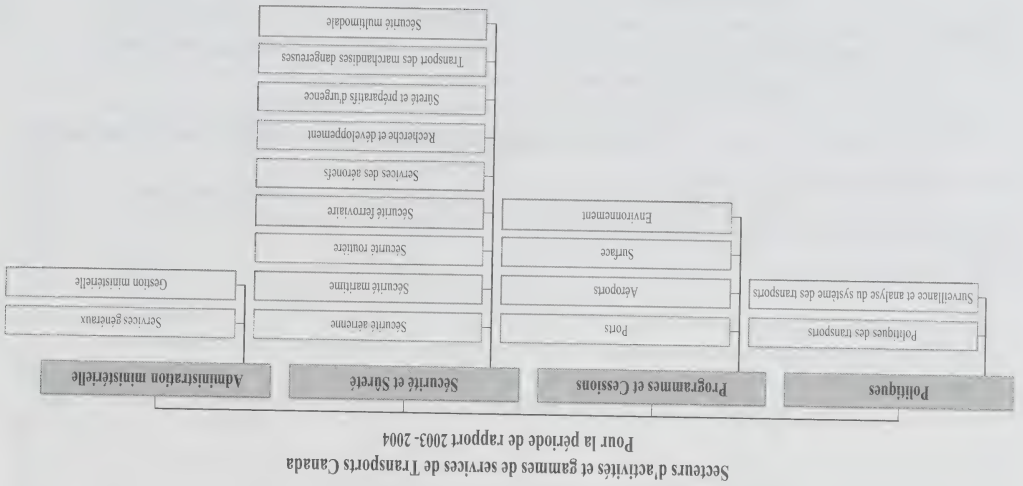 Secteurs d'activités et gammes de services de Transports Canada
Pour la période de rapport 2003- 2004
Politiques
Politiques des transports
Surveillance et analyse du système des transports
Programmes et Cessions
Ports
Aéroports
Surface
Environnement
Sécurité et Sûreté
Sécurité aérienne
Sécurité maritime
Sécurité routière
Sécurité ferroviaire
Services des aéronefs
Recherche et développement
Sûreté et préparatifs d'urgence
Transport des marchandises dangereuses
Sécurité multimodale
Administration ministérielle
Services généraux
Gestion ministérielle